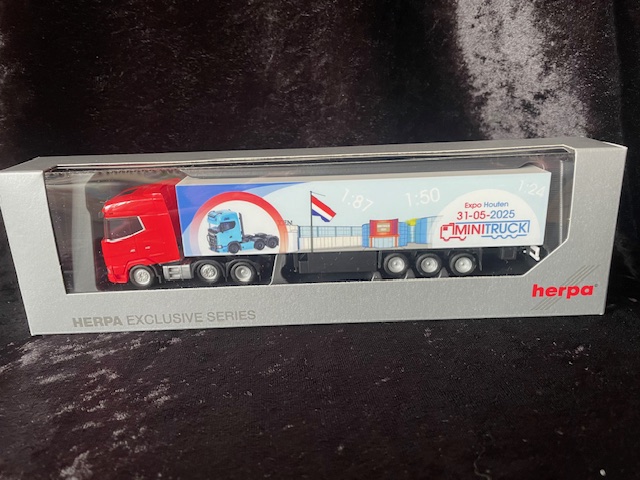 1:87
1:50
1:24
Expo Houten
31-05-2025
MINITRUCK
herpa
HERPA EXCLUSIVE SERIES